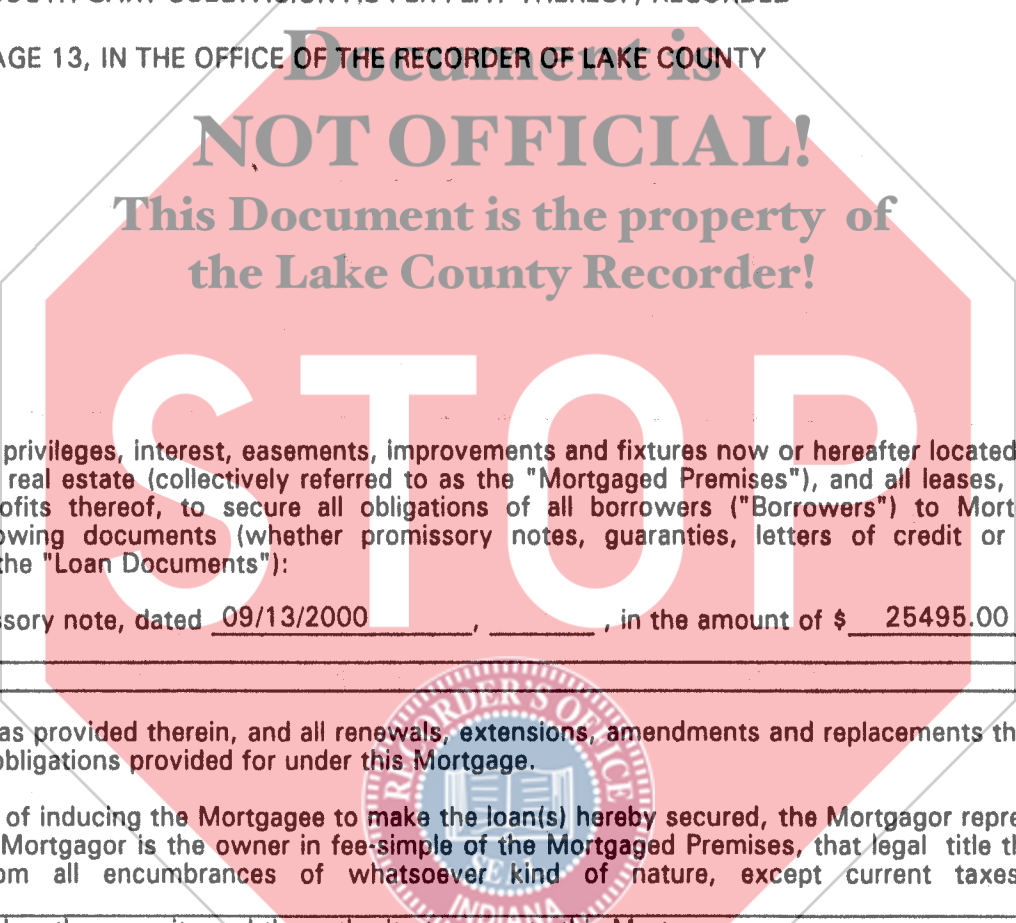 AGE 13, IN THE OFFICE OF THE RECORDER OF LAKE COUNTY
Document is
NOT OFFICIAL!
This Document is the property of
the Lake County Recorder!
STOP
privileges, interest, easements, improvements and fixtures now or hereafter located
real estate (collectively referred to as the "Mortgaged Premises"), and all leases,
ofits thereof, to secure all obligations of all borrowers ("Borrowers") to Mort
owing documents (whether promissory notes, guaranties, letters of credit or
the "Loan Documents"):
ssory note, dated 09/13/2000 , , in the amount of $ 25495.00
as provided therein, and all renewals, extensions, amendments and replacements th
obligations provided for under this Mortgage.
of inducing the Mortgagee to make the loan(s) hereby secured, the Mortgagor repre
Mortgagor is the owner in fee-simple of the Mortgaged Premises, that legal title th
om all encumbrances of whatsoever kind of nature, except current taxes
RECORDER'S OFFICE
SEAL
INDIANA